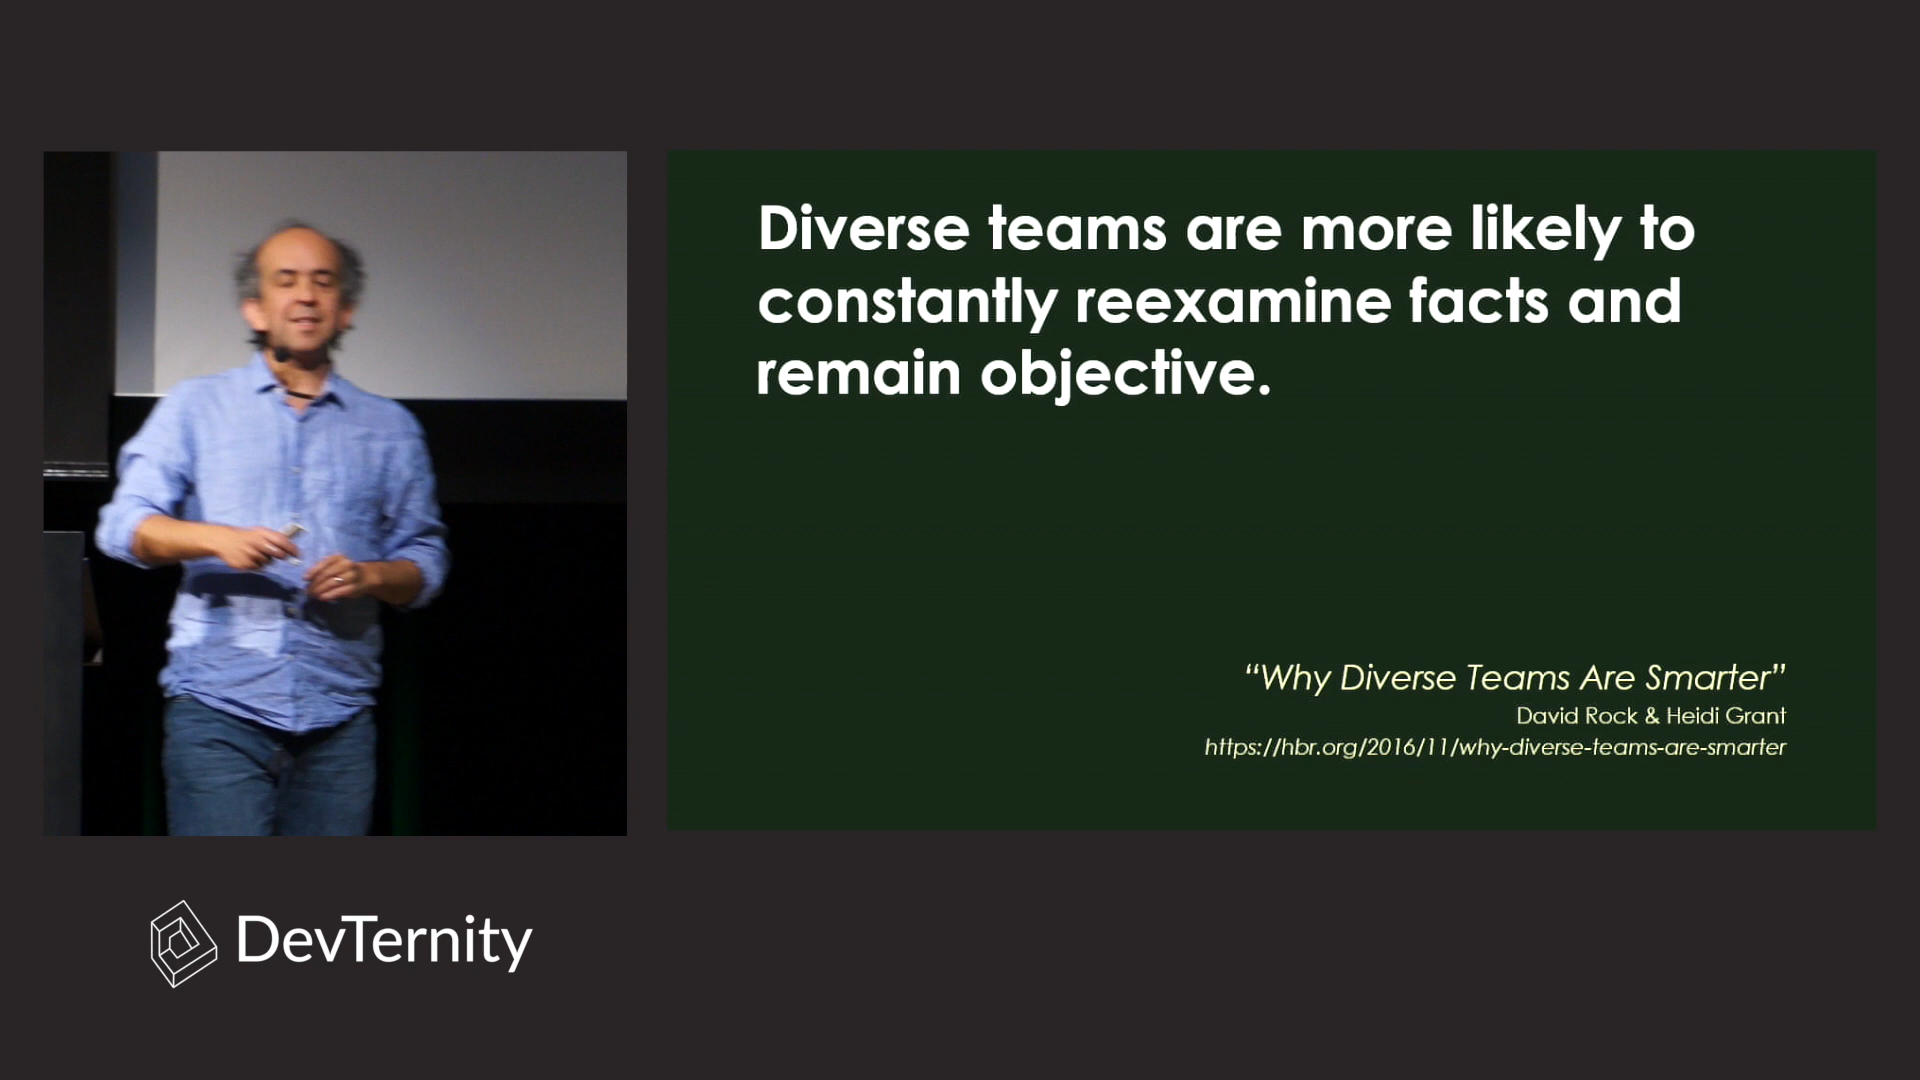 Diverse teams are more likely to
constantly reexamine facts and
remain objective.
“Why Diverse Teams Are Smarter”
David Rock & Heidi Grant
https://hbr.org/2016/11/why-diverse-teams-are-smarter
DevTernity